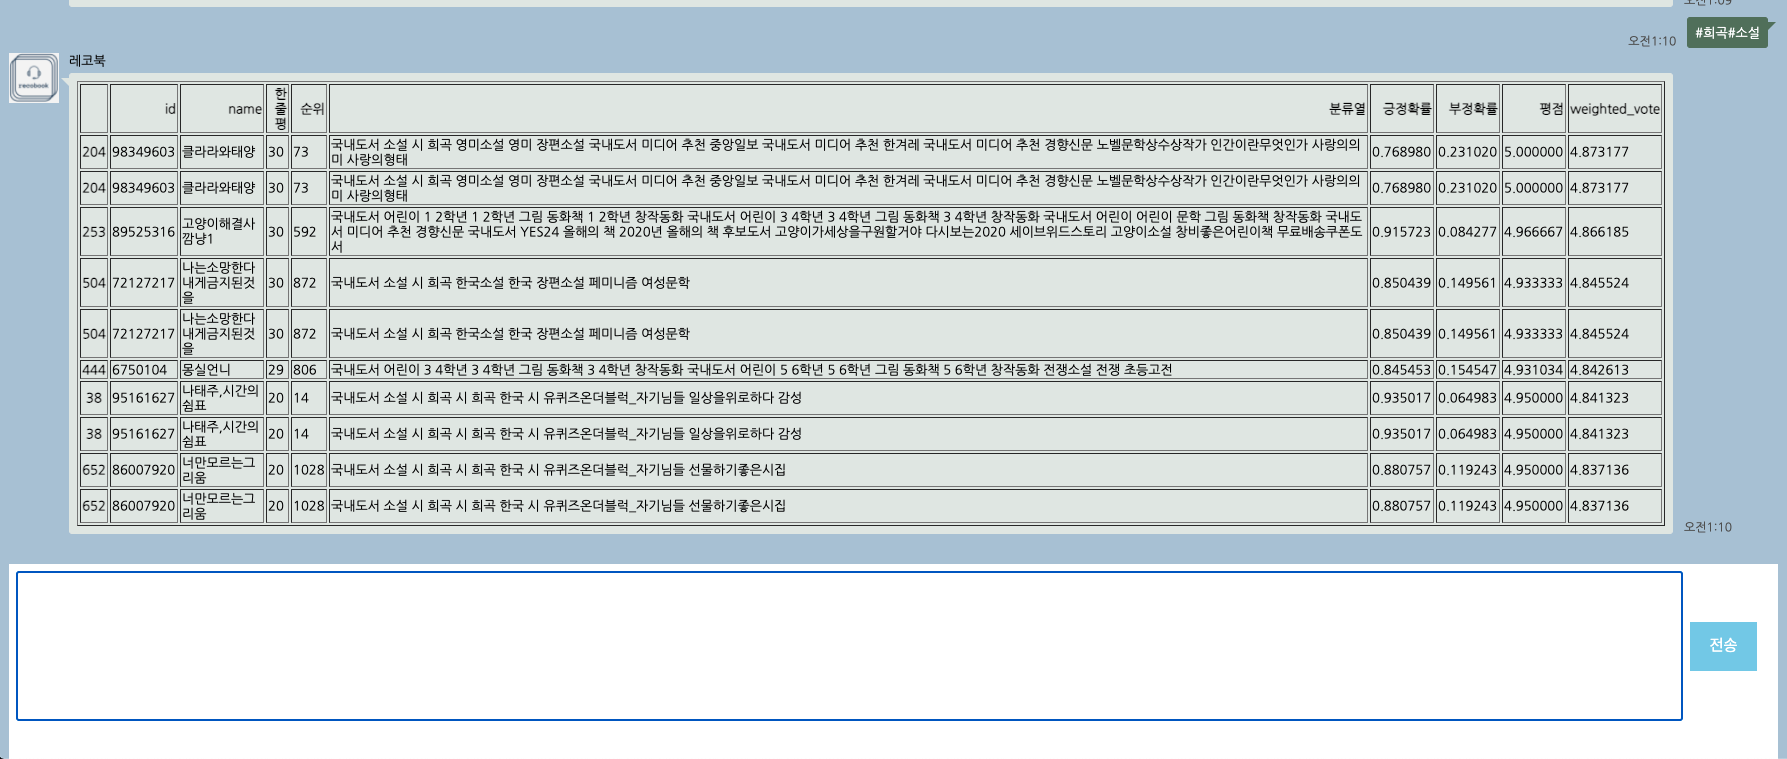 오전1:09
#희곡#소설
오전1:10
레코북
recobook
id name 한줄평 순위 분류열 긍정확률 부정확률 평점 weighted_vote
204 98349603 클라라와태양 30 73 국내도서 소설 시 희곡 영미소설 영미 장편소설 국내도서 미디어 추천 중앙일보 국내도서 미디어 추천 한겨레 국내도서 미디어 추천 경향신문 노벨문학상수상작가 인간이란무엇인가 사랑의의미 사랑의형태 0.768980 0.231020 5.000000 4.873177
204 98349603 클라라와태양 30 73 국내도서 소설 시 희곡 영미소설 영미 장편소설 국내도서 미디어 추천 중앙일보 국내도서 미디어 추천 한겨레 국내도서 미디어 추천 경향신문 노벨문학상수상작가 인간이란무엇인가 사랑의의미 사랑의형태 0.768980 0.231020 5.000000 4.873177
253 89525316 고양이해결사깜냥1 30 592 국내도서 어린이 1 2학년 1 2학년 그림 동화책 1 2학년 창작동화 국내도서 어린이 3 4학년 3 4학년 그림 동화책 3 4학년 창작동화 국내도서 어린이 어린이 문학 그림 동화책 창작동화 국내도서 미디어 추천 경향신문 국내도서 YES24 올해의 책 2020년 올해의 책 후보도서 고양이가세상을구원할거야 다시보는2020 세이브위드스토리 고양이소설 창비좋은어린이책 무료배송쿠폰도서 0.915723 0.084277 4.966667 4.866185
504 72127217 나는소망한다내게금지된것을 30 872 국내도서 소설 시 희곡 한국소설 한국 장편소설 페미니즘 여성문학 0.850439 0.149561 4.933333 4.845524
504 72127217 나는소망한다내게금지된것을 30 872 국내도서 소설 시 희곡 한국소설 한국 장편소설 페미니즘 여성문학 0.850439 0.149561 4.933333 4.845524
444 6750104 몽실언니 29 806 국내도서 어린이 3 4학년 3 4학년 그림 동화책 3 4학년 창작동화 국내도서 어린이 5 6학년 5 6학년 그림 동화책 5 6학년 창작동화 전쟁소설 전쟁 초등고전 0.845453 0.154547 4.931034 4.842613
38 95161627 나태주,시간의쉼표 20 14 국내도서 소설 시 희곡 시 희곡 한국 시 유퀴즈온더블럭_자기님들 일상을위로하다 감성 0.935017 0.064983 4.950000 4.841323
38 95161627 나태주,시간의쉼표 20 14 국내도서 소설 시 희곡 시 희곡 한국 시 유퀴즈온더블럭_자기님들 일상을위로하다 감성 0.935017 0.064983 4.950000 4.841323
652 86007920 너만모르는그리움 20 1028 국내도서 소설 시 희곡 시 희곡 한국 시 유퀴즈온더블럭_자기님들 선물하기좋은시집 0.880757 0.119243 4.950000 4.837136
652 86007920 너만모르는그리움 20 1028 국내도서 소설 시 희곡 시 희곡 한국 시 유퀴즈온더블럭_자기님들 선물하기좋은시집 0.880757 0.119243 4.950000 4.837136
오전1:10
전송